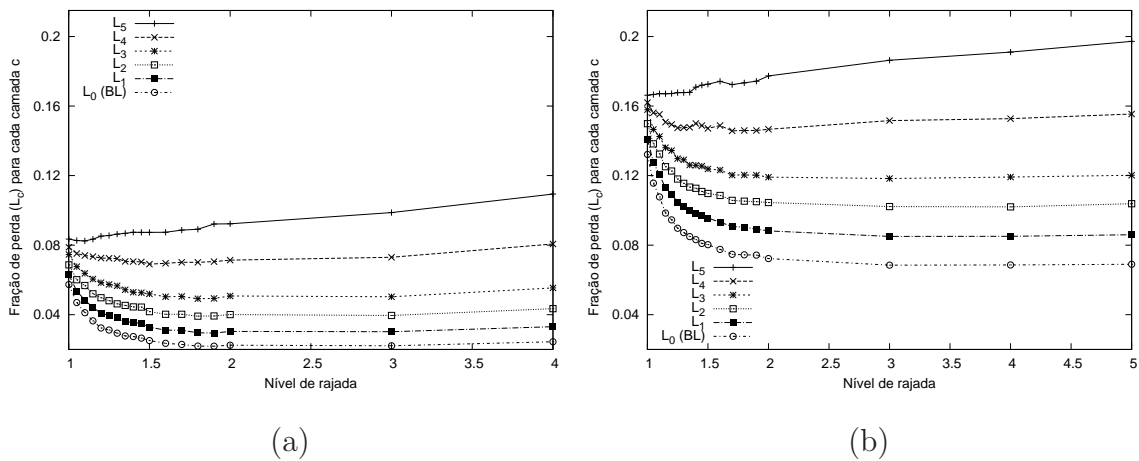 Fração de perda (L_c) para cada camada c
0.2
0.16
0.12
0.08
0.04
1 1.5 2 2.5 3 3.5 4
Nível de rajada
L_5
L_4
L_3
L_2
L_1
L_0 (BL)
(a)
Fração de perda (L_c) para cada camada c
0.2
0.16
0.12
0.08
0.04
1 1.5 2 2.5 3 3.5 4 4.5 5
Nível de rajada
L_5
L_4
L_3
L_2
L_1
L_0 (BL)
(b)